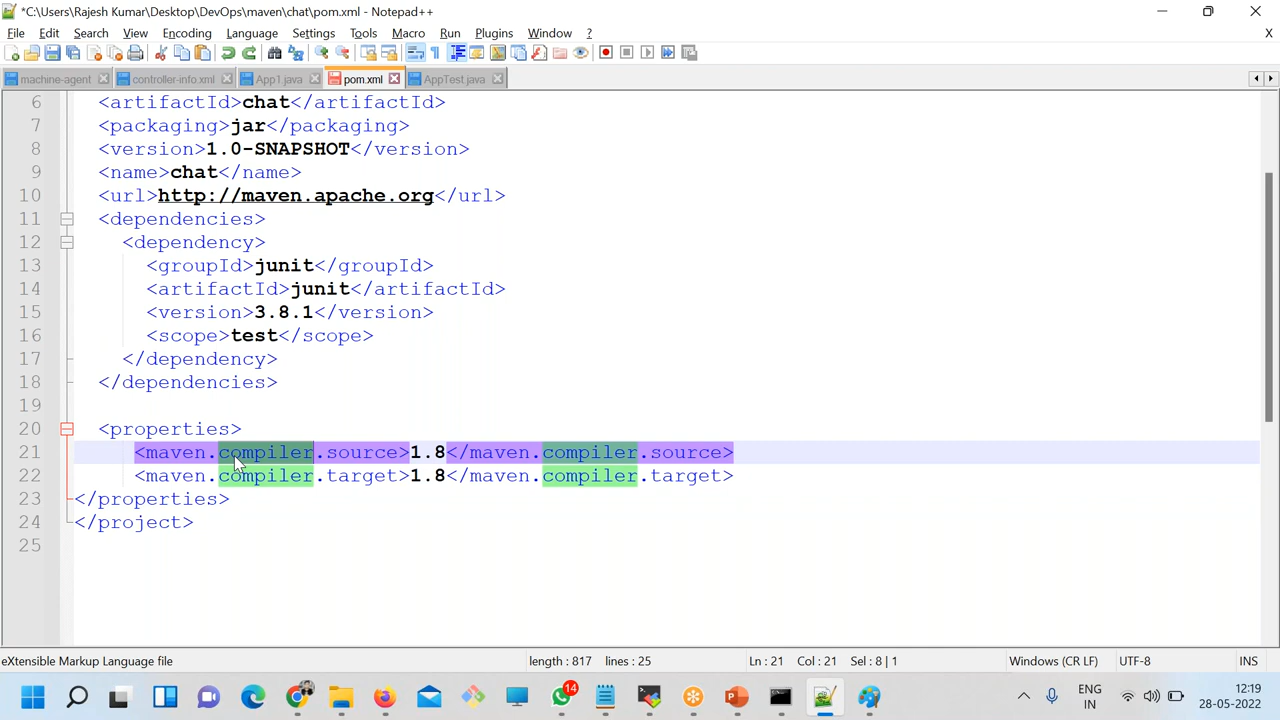 *C:\Users\Rajesh Kumar\Desktop\DevOps\maven\chat\pom.xml - Notepad++
File Edit Search View Encoding Language Settings Tools Macro Run Plugins Window ? X
machine-agent controller-info.xml App1.java pom.xml AppTest.java
6 <artifactId>chat</artifactId>
7 <packaging>jar</packaging>
8 <version>1.0-SNAPSHOT</version>
9 <name>chat</name>
10 <url>http://maven.apache.org</url>
11 <dependencies>
12 <dependency>
13 <groupId>junit</groupId>
14 <artifactId>junit</artifactId>
15 <version>3.8.1</version>
16 <scope>test</scope>
17 </dependency>
18 </dependencies>
19
20 <properties>
21 <maven.compiler.source>1.8</maven.compiler.source>
22 <maven.compiler.target>1.8</maven.compiler.target>
23 </properties>
24 </project>
25
eXtensible Markup Language file length : 817 lines : 25 Ln : 21 Col : 21 Sel : 8 | 1 Windows (CR LF) UTF-8 INS
14 ENG 12:19
IN 28-05-2022